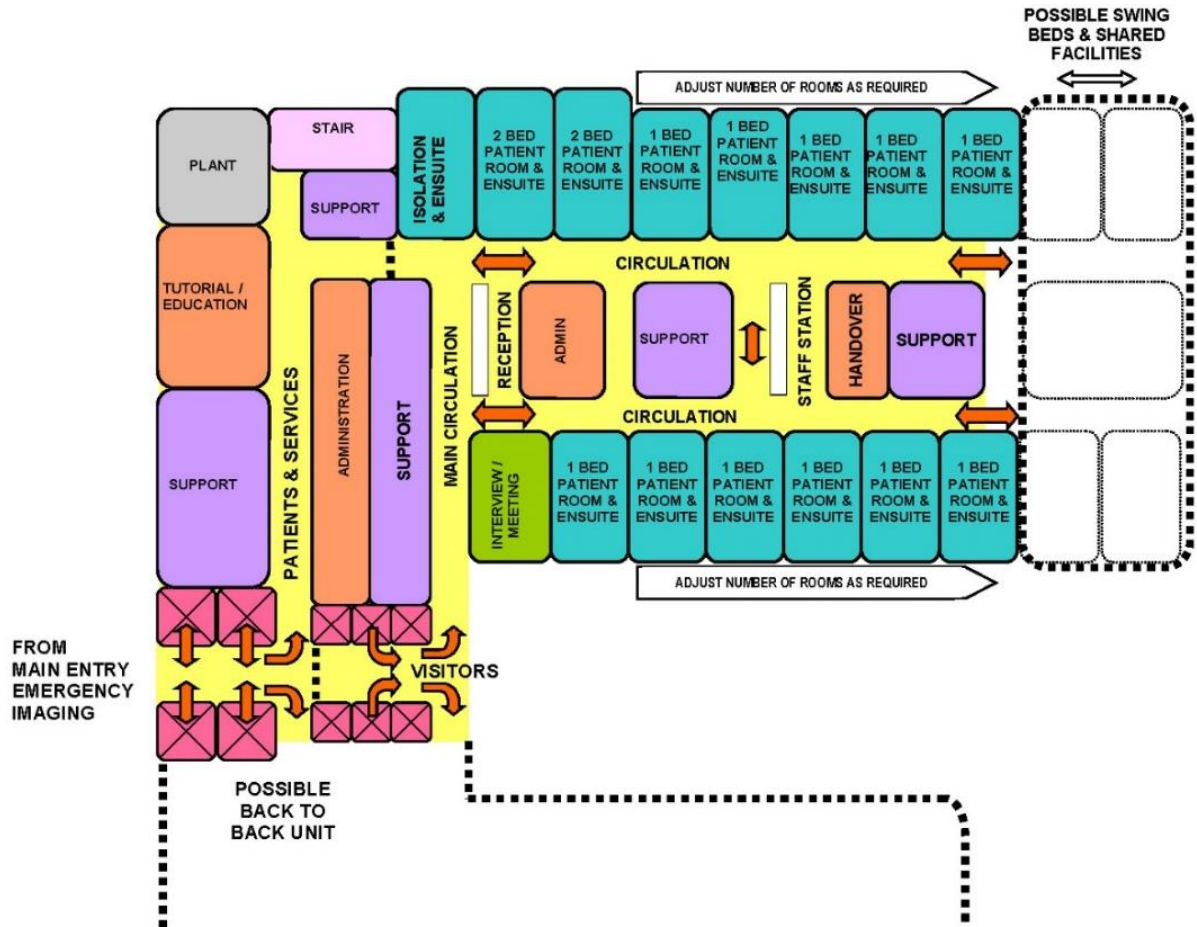 POSSIBLE SWING
BEDS & SHARED
FACILITIES
ADJUST NUMBER OF ROOMS AS REQUIRED
PLANT
STAIR
SUPPORT
ISOLATION
& ENSUITE
2 BED
PATIENT
ROOM &
ENSUITE
2 BED
PATIENT
ROOM &
ENSUITE
1 BED
PATIENT
ROOM &
ENSUITE
1 BED
PATIENT
ROOM &
ENSUITE
1 BED
PATIENT
ROOM &
ENSUITE
1 BED
PATIENT
ROOM &
ENSUITE
1 BED
PATIENT
ROOM &
ENSUITE
TUTORIAL /
EDUCATION
SUPPORT
PATIENTS & SERVICES
ADMINISTRATION
SUPPORT
MAIN CIRCULATION
CIRCULATION
RECEPTION
ADMIN
SUPPORT
STAFF STATION
HANDOVER
SUPPORT
CIRCULATION
INTERVIEW /
MEETING
1 BED
PATIENT
ROOM &
ENSUITE
1 BED
PATIENT
ROOM &
ENSUITE
1 BED
PATIENT
ROOM &
ENSUITE
1 BED
PATIENT
ROOM &
ENSUITE
1 BED
PATIENT
ROOM &
ENSUITE
1 BED
PATIENT
ROOM &
ENSUITE
ADJUST NUMBER OF ROOMS AS REQUIRED
FROM
MAIN ENTRY
EMERGENCY
IMAGING
VISITORS
POSSIBLE
BACK TO
BACK UNIT